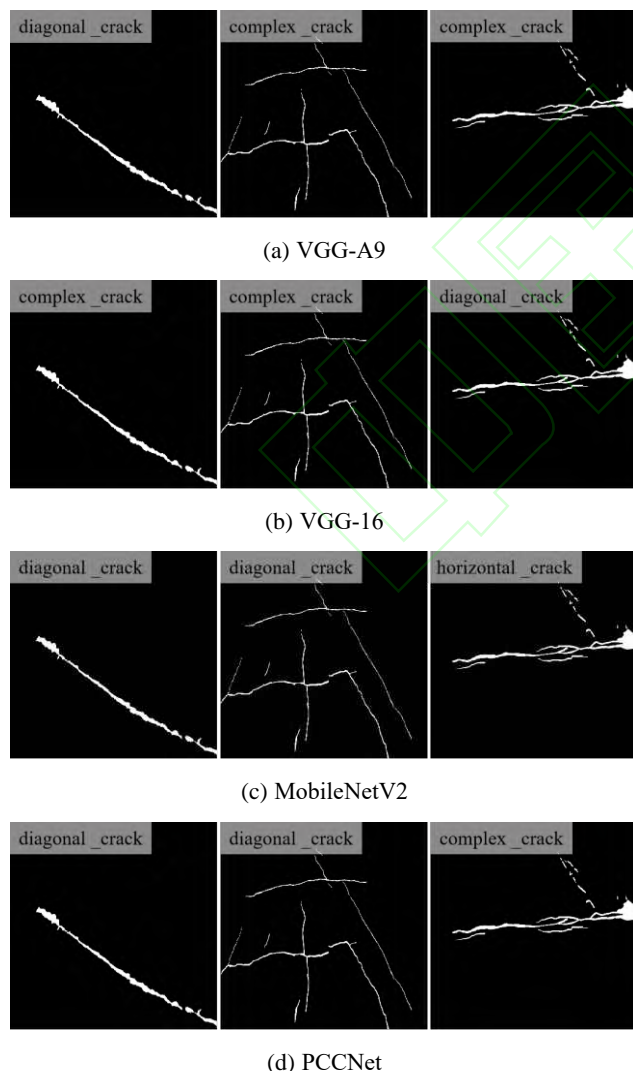 diagonal _crack complex _crack complex _crack
(a) VGG-A9
complex _crack complex _crack diagonal _crack
(b) VGG-16
diagonal _crack diagonal _crack horizontal _crack
(c) MobileNetV2
diagonal _crack diagonal _crack complex _crack
(d) PCCNet